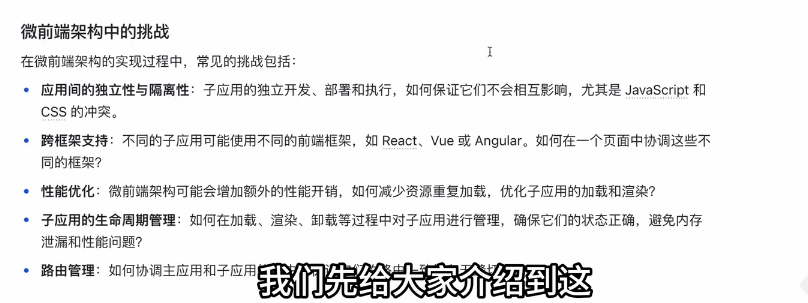 微前端架构中的挑战
在微前端架构的实现过程中，常见的挑战包括：
• 应用间的独立性与隔离性：子应用的独立开发、部署和执行，如何保证它们不会相互影响，尤其是 JavaScript 和
CSS 的冲突。
• 跨框架支持：不同的子应用可能使用不同的前端框架，如 React、Vue 或 Angular。如何在一个页面中协调这些不
同的框架？
• 性能优化：微前端架构可能会增加额外的性能开销，如何减少资源重复加载，优化子应用的加载和渲染？
• 子应用的生命周期管理：如何在加载、渲染、卸载等过程中对子应用进行管理，确保它们的状态正确，避免内存
泄漏和性能问题？
• 路由管理：如何协调主应用和子应用
我们先给大家介绍到这